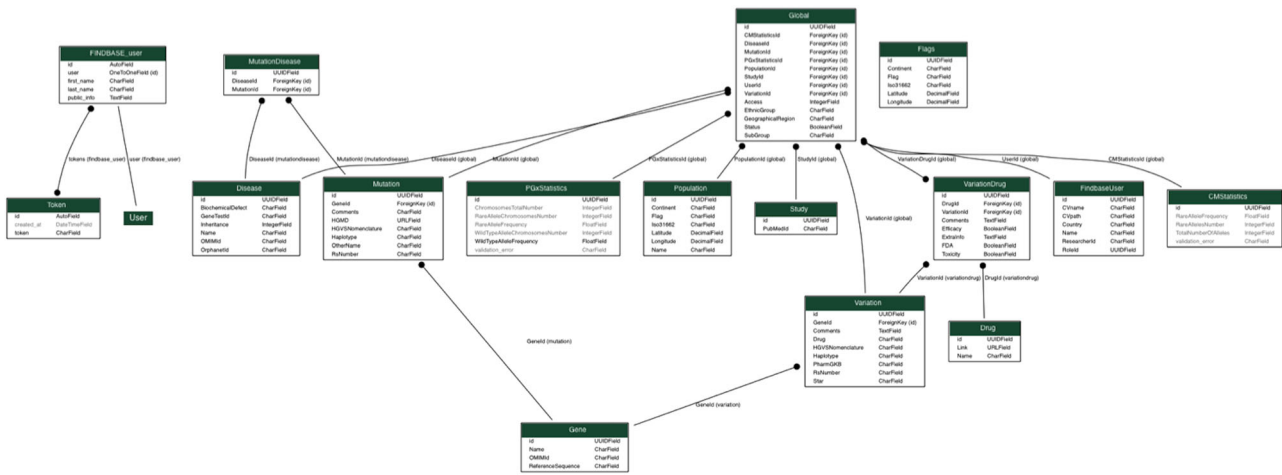 Global
id UUIDField
CMStatisticsId ForeignKey (id)
DiseaseId ForeignKey (id)
MutationId ForeignKey (id)
PGxStatisticsId ForeignKey (id)
PopulationId ForeignKey (id)
StudyId ForeignKey (id)
UserId ForeignKey (id)
VariationId ForeignKey (id)
Access IntegerField
EthnicGroup CharField
GeographicalRegion CharField
Status BooleanField
SubGroup CharField
FINDBASE_user
id AutoField
user OneToOneField (id)
first_name CharField
last_name CharField
public_info TextField
MutationDisease
id UUIDField
DiseaseId ForeignKey (id)
MutationId ForeignKey (id)
Flags
id UUIDField
Continent CharField
Flag CharField
Iso31662 CharField
Latitude DecimalField
Longitude DecimalField
tokens (findbase_user)
user (findbase_user)
DiseaseId (mutationdisease)
MutationId (mutationdisease)
DiseaseId (global)
MutationId (global)
PGxStatisticsId (global)
PopulationId (global)
StudyId (global)
VariationDrugId (global)
UserId (global)
CMStatisticsId (global)
Token
id AutoField
created_at DateTimeField
token CharField
User
Disease
id UUIDField
BiochemicalDefect CharField
GeneTestId CharField
Inheritance IntegerField
Name CharField
OMIMId CharField
OrphanetId CharField
Mutation
id UUIDField
GeneId ForeignKey (id)
Comments CharField
HGMD URLField
HGVSNomenclature CharField
Haplotype CharField
OtherName CharField
RsNumber CharField
PGxStatistics
id UUIDField
ChromosomesTotalNumber IntegerField
RareAlleleChromosomesNumber IntegerField
RareAlleleFrequency FloatField
WildTypeAlleleChromosomesNumber IntegerField
WildTypeAlleleFrequency FloatField
validation_error CharField
Population
id UUIDField
Continent CharField
Flag CharField
Iso31662 CharField
Latitude DecimalField
Longitude DecimalField
Name CharField
Study
id UUIDField
PubMedId CharField
VariationDrug
id UUIDField
DrugId ForeignKey (id)
VariationId ForeignKey (id)
Comments TextField
Efficacy BooleanField
ExtraInfo TextField
FDA BooleanField
Toxicity BooleanField
FindbaseUser
id UUIDField
CVname CharField
CVpath CharField
Country CharField
Name CharField
ResearcherId CharField
RoleId UUIDField
CMStatistics
id UUIDField
RareAlleleFrequency FloatField
RareAlleleNumbers IntegerField
TotalNumberOfAlleles IntegerField
validation_error CharField
VariationId (global)
VariationId (variationdrug)
DrugId (variationdrug)
Variation
id UUIDField
GeneId ForeignKey (id)
Comments TextField
Drug CharField
HGVSNomenclature CharField
Haplotype CharField
PharmGKB CharField
RsNumber CharField
Star CharField
Drug
id UUIDField
Link URLField
Name CharField
GeneId (mutation)
GeneId (variation)
Gene
id UUIDField
Name CharField
OMIMId CharField
ReferenceSequence CharField